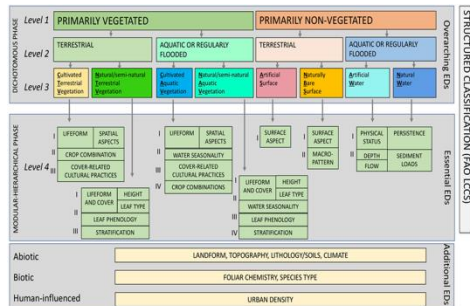 Level 1
PRIMARILY VEGETATED
PRIMARILY NON-VEGETATED
Level 2
TERRESTRIAL
AQUATIC OR REGULARLY FLOODED
TERRESTRIAL
AQUATIC OR REGULARLY FLOODED
Level 3
Cultivated Terrestrial Vegetation
Natural/semi-natural Terrestrial Vegetation
Cultivated Aquatic Vegetation
Natural/semi-natural Aquatic Vegetation
Artificial Surface
Naturally Bare Surface
Artificial Water
Natural Water
DICHOTOMOUS PHASE
Overarching EDs
STRUCTURED CLASSIFICATION (FAO LCCS)
MODULAR-HIERARCHICAL PHASE
Level 4
I
LIFEFORM
SPATIAL ASPECTS
II
CROP COMBINATION
III
COVER-RELATED CULTURAL PRACTICES
I
LIFEFORM AND COVER
HEIGHT
LEAF TYPE
II
LEAF PHENOLOGY
III
STRATIFICATION
I
LIFEFORM
SPATIAL ASPECTS
II
WATER SEASONALITY
III
COVER-RELATED CULTURAL PRACTICES
IV
CROP COMBINATIONS
I
LIFEFORM AND COVER
HEIGHT
LEAF TYPE
II
WATER SEASONALITY
III
LEAF PHENOLOGY
IV
STRATIFICATION
I
SURFACE ASPECT
I
SURFACE ASPECT
II
MACRO-PATTERN
I
PHYSICAL STATUS
PERSISTENCE
II
DEPTH
FLOW
SEDIMENT LOADS
Essential EDs
Abiotic
LANDFORM, TOPOGRAPHY, LITHOLOGY/SOILS, CLIMATE
Biotic
FOLIAR CHEMISTRY, SPECIES TYPE
Human-influenced
URBAN DENSITY
Additional EDs